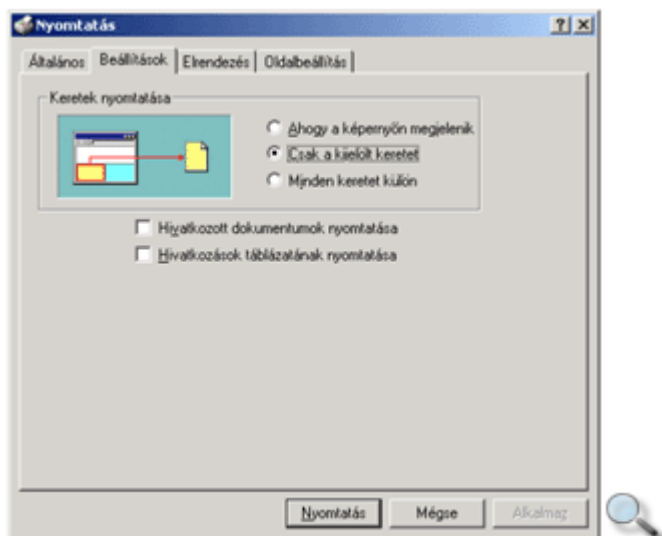 Nyomtatás
Általános Beállítások Elrendezés Oldalbeállítás
Keretek nyomtatása
Ahogy a képernyőn megjelenik
Csak a kijelölt keretet
Minden keretet külön
Hivatkozott dokumentumok nyomtatása
Hivatkozások táblázatának nyomtatása
Nyomtatás Mégse Alkalmaz